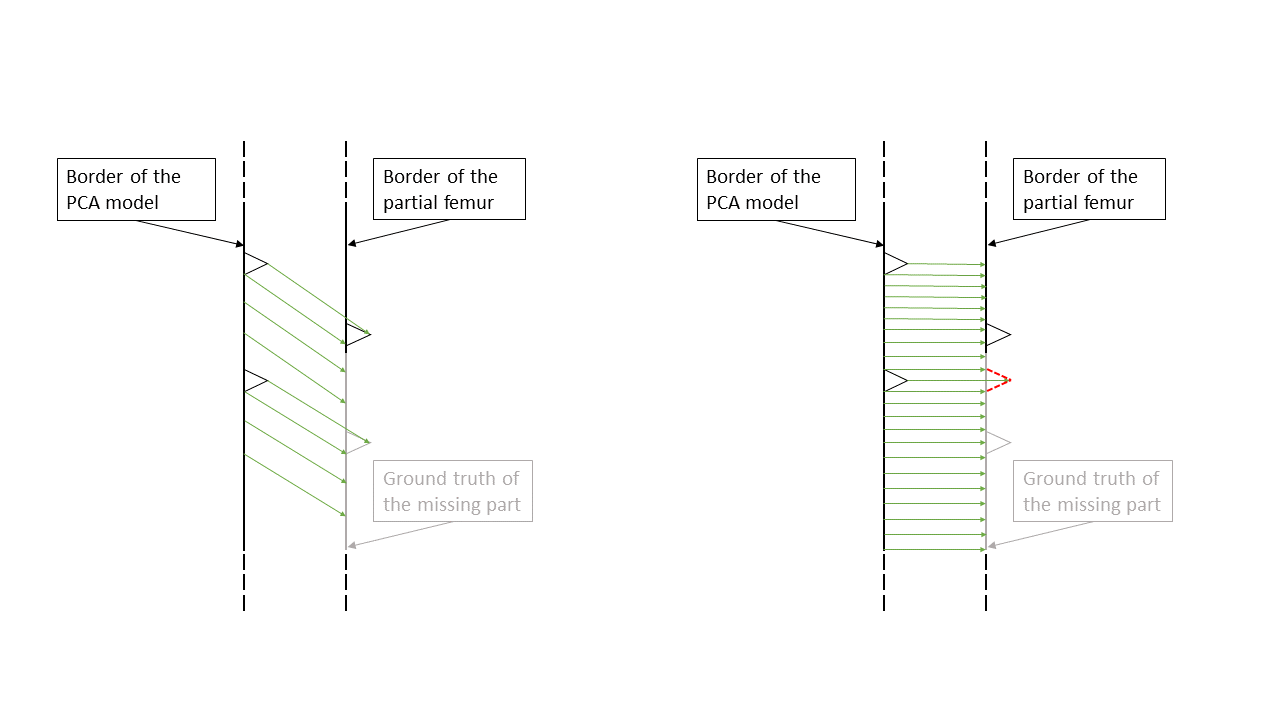 Border of the
PCA model
Border of the
partial femur
Ground truth of
the missing part
Border of the
PCA model
Border of the
partial femur
Ground truth of
the missing part